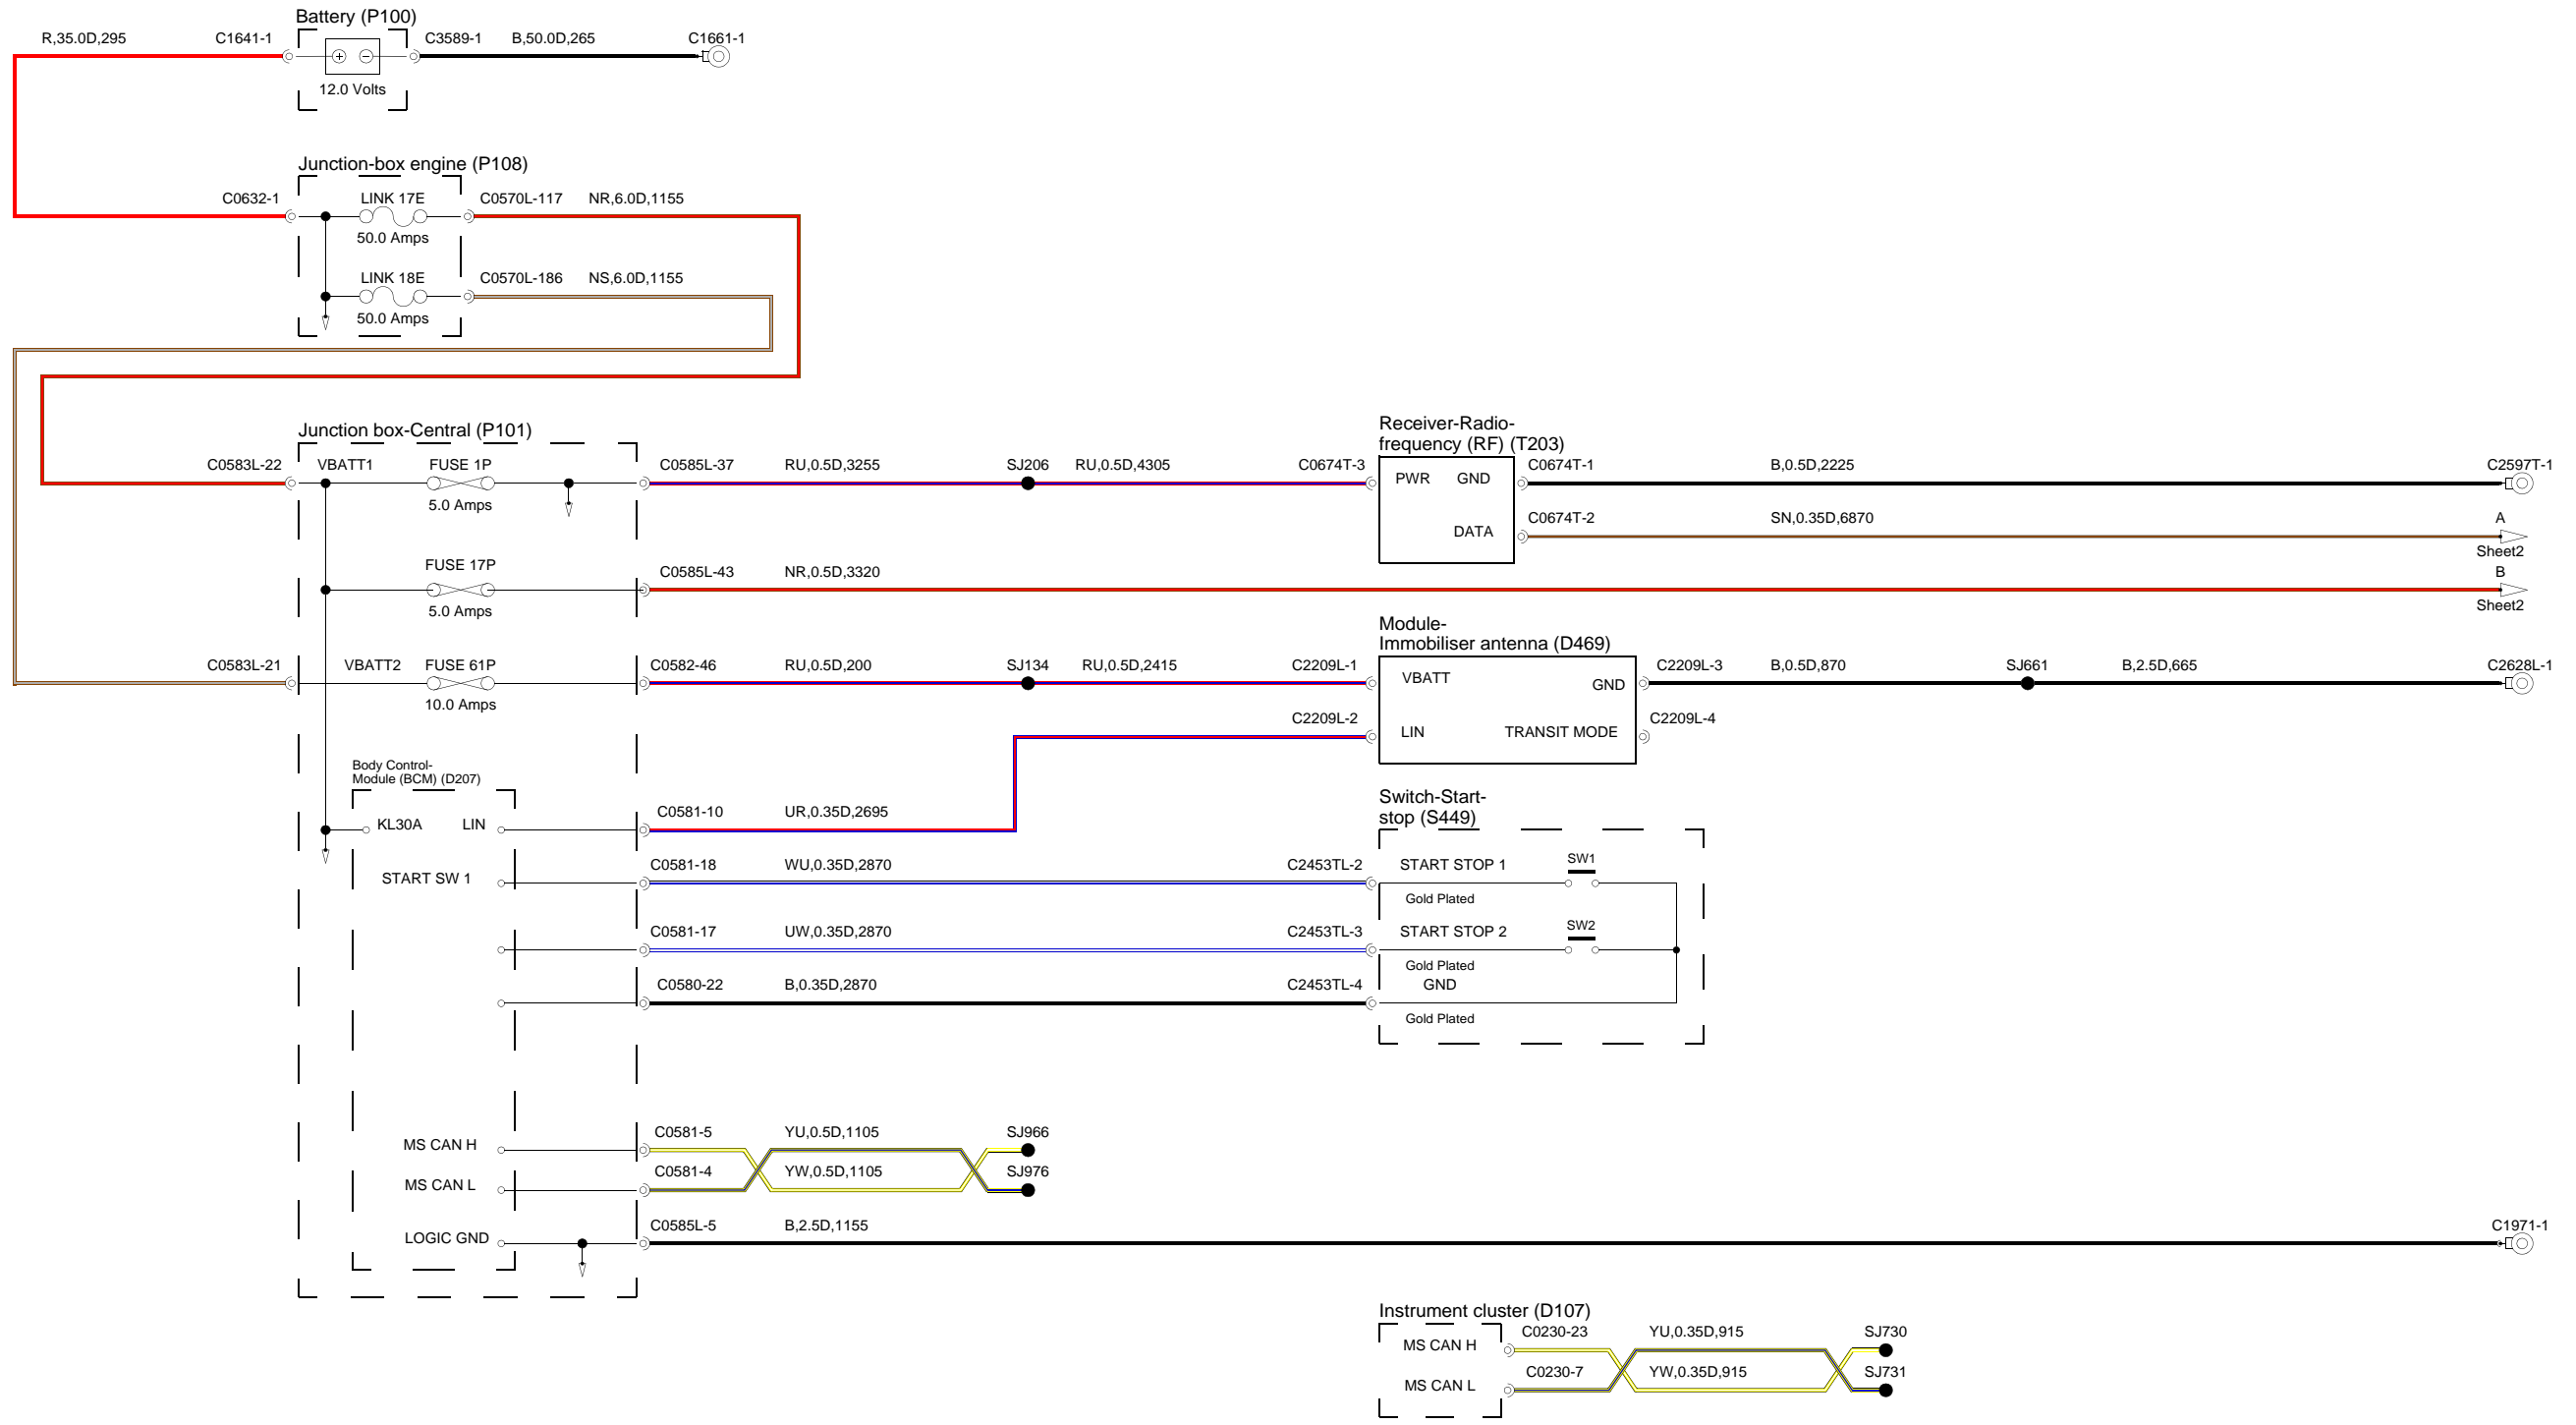 Battery (P100)
R,35.0D,295
C1641-1
C3589-1
B,50.0D,265
C1661-1
12.0 Volts
Junction-box engine (P108)
C0632-1
LINK 17E
C0570L-117
NR,6.0D,1155
50.0 Amps
LINK 18E
C0570L-186
NS,6.0D,1155
50.0 Amps
Junction box-Central (P101)
Receiver-Radio-
frequency (RF) (T203)
C0583L-22
VBATT1
FUSE 1P
C0585L-37
RU,0.5D,3255
SJ206
RU,0.5D,4305
C0674T-3
PWR
GND
C0674T-1
B,0.5D,2225
C2597T-1
5.0 Amps
DATA
C0674T-2
SN,0.35D,6870
A
Sheet2
FUSE 17P
C0585L-43
NR,0.5D,3320
B
Sheet2
5.0 Amps
Module-
Immobiliser antenna (D469)
C0583L-21
VBATT2
FUSE 61P
C0582-46
RU,0.5D,200
SJ134
RU,0.5D,2415
C2209L-1
VBATT
GND
C2209L-3
B,0.5D,870
SJ661
B,2.5D,665
C2628L-1
10.0 Amps
C2209L-2
LIN
TRANSIT MODE
C2209L-4
Body Control-
Module (BCM) (D207)
KL30A
LIN
C0581-10
UR,0.35D,2695
Switch-Start-
stop (S449)
START SW 1
C0581-18
WU,0.35D,2870
C2453TL-2
START STOP 1
SW1
Gold Plated
C0581-17
UW,0.35D,2870
C2453TL-3
START STOP 2
SW2
Gold Plated
C0580-22
B,0.35D,2870
C2453TL-4
GND
Gold Plated
MS CAN H
C0581-5
YU,0.5D,1105
SJ966
MS CAN L
C0581-4
YW,0.5D,1105
SJ976
LOGIC GND
C0585L-5
B,2.5D,1155
C1971-1
Instrument cluster (D107)
MS CAN H
C0230-23
YU,0.35D,915
SJ730
MS CAN L
C0230-7
YW,0.35D,915
SJ731